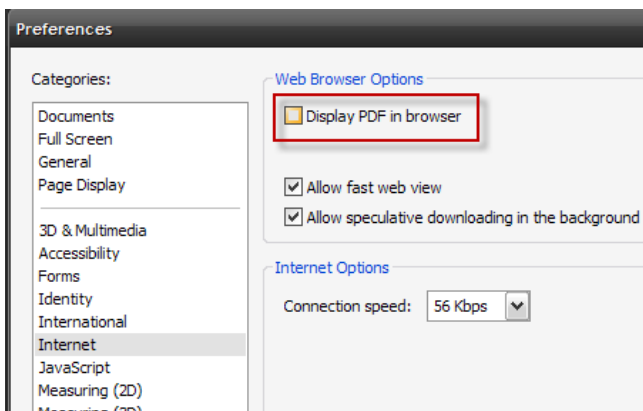 Preferences
Categories:
Documents
Full Screen
General
Page Display
3D & Multimedia
Accessibility
Forms
Identity
International
Internet
JavaScript
Measuring (2D)
Measuring (3D)
Web Browser Options
Display PDF in browser
Allow fast web view
Allow speculative downloading in the background
Internet Options
Connection speed: 56 Kbps